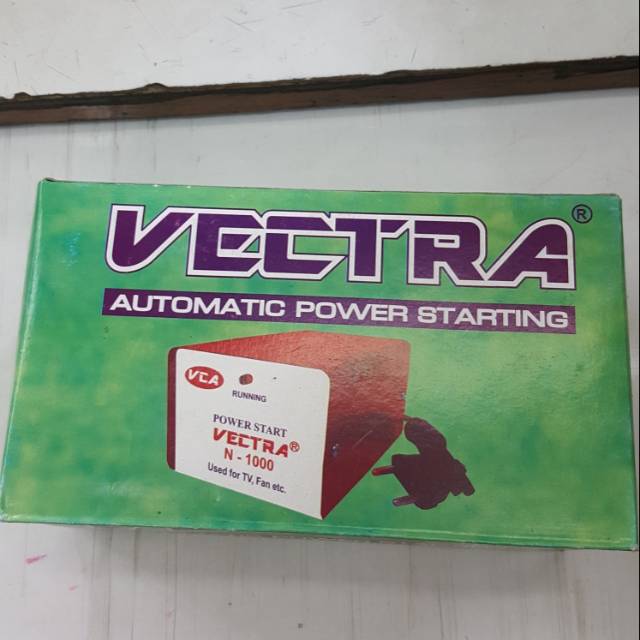 VECTRA ®
AUTOMATIC POWER STARTING
VCA
RUNNING
POWER START
VECTRA®
N - 1000
Used for TV, Fan etc.